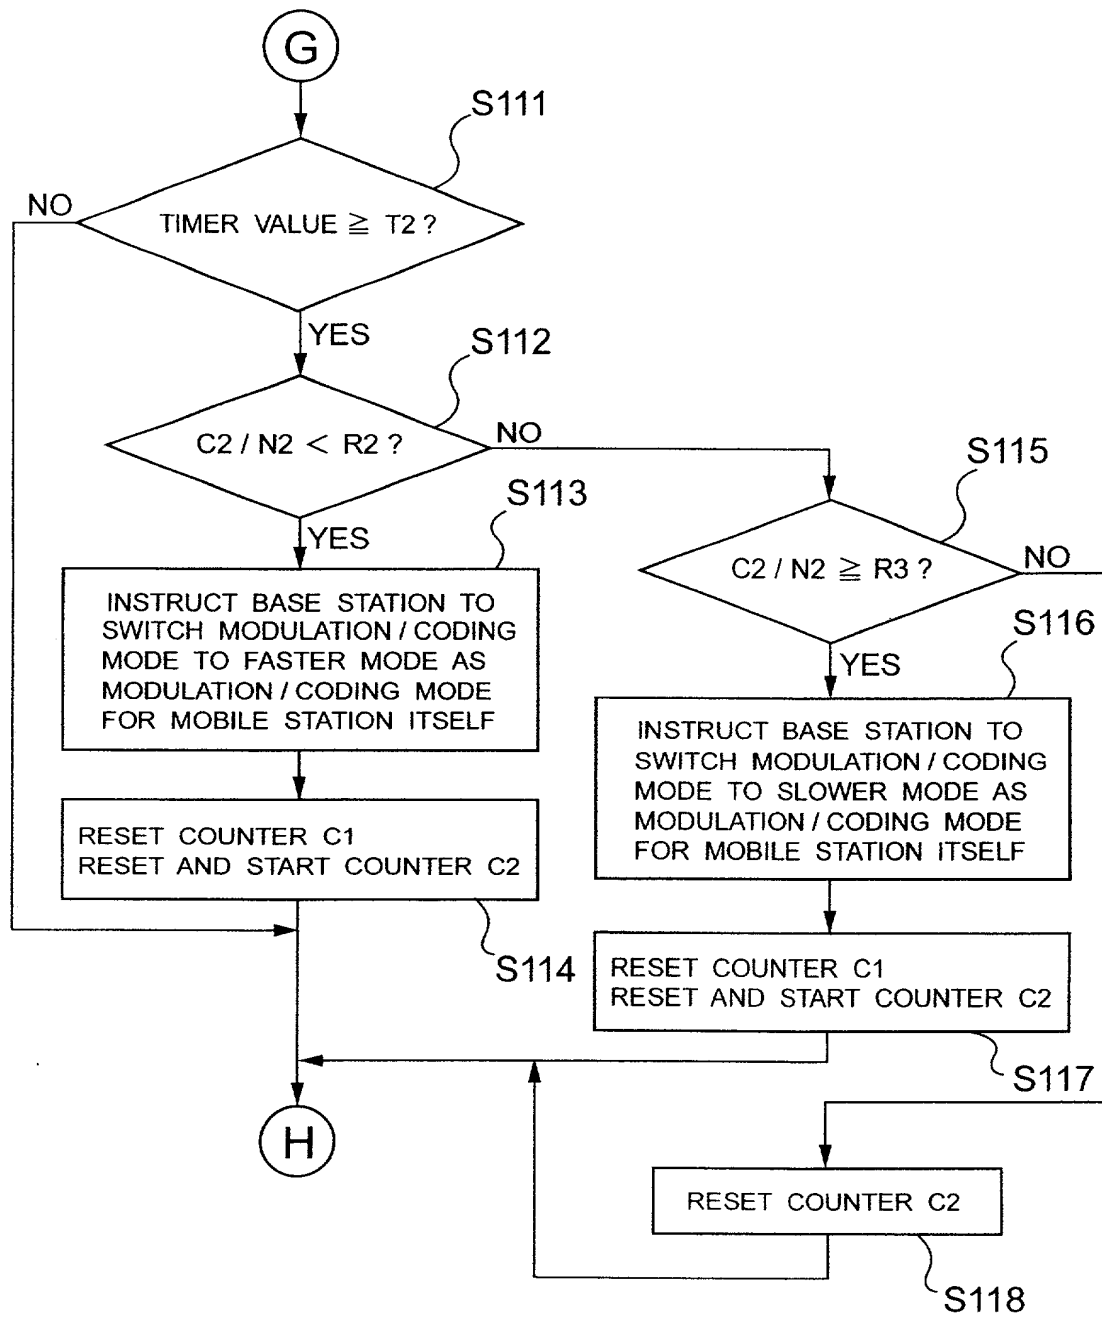 G
S111
NO
TIMER VALUE ≧ T2 ?
YES
S112
C2 / N2 < R2 ?
NO
S115
S113
YES
C2 / N2 ≧ R3 ?
NO
INSTRUCT BASE STATION TO
SWITCH MODULATION / CODING
MODE TO FASTER MODE AS
MODULATION / CODING MODE
FOR MOBILE STATION ITSELF
S116
YES
INSTRUCT BASE STATION TO
SWITCH MODULATION / CODING
MODE TO SLOWER MODE AS
MODULATION / CODING MODE
FOR MOBILE STATION ITSELF
RESET COUNTER C1
RESET AND START COUNTER C2
S114
RESET COUNTER C1
RESET AND START COUNTER C2
S117
H
RESET COUNTER C2
S118